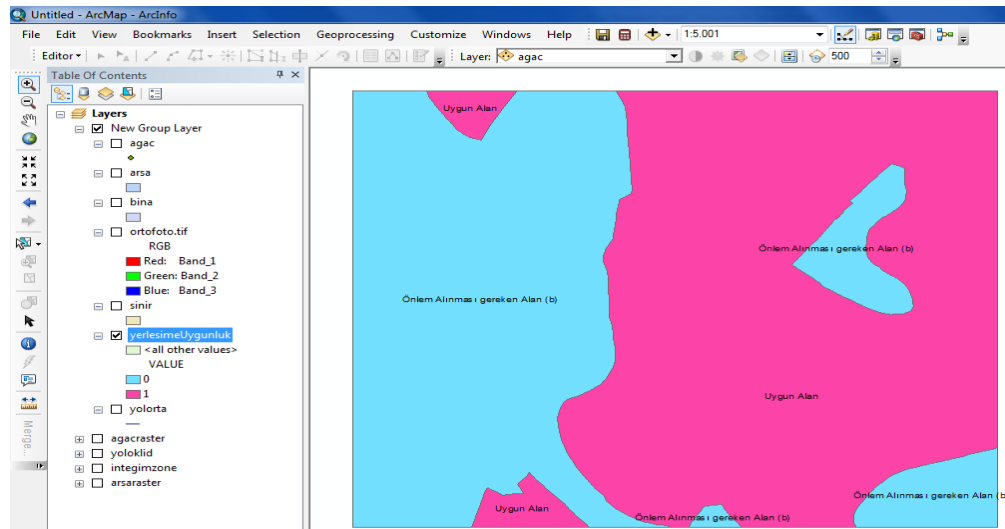 Untitled - ArcMap - ArcInfo
File Edit View Bookmarks Insert Selection Geoprocessing Customize Windows Help 1:5.001
Editor Layer: agac 500
Table Of Contents
Layers
New Group Layer
agac
arsa
bina
ortofoto.tif
RGB
Red: Band_1
Green: Band_2
Blue: Band_3
sinir
yerlesimeUygunluk
<all other values>
VALUE
0
1
yolorta
agacraster
yoloklid
integimzone
arsaraster
Merge...
Uygun Alan
Önlem Alınması gereken Alan (b)
Önlem Alınması gereken Alan (b)
Uygun Alan
Önlem Alınması gereken Alan (b)
Uygun Alan
Önlem Alınması gereken Alan (b)